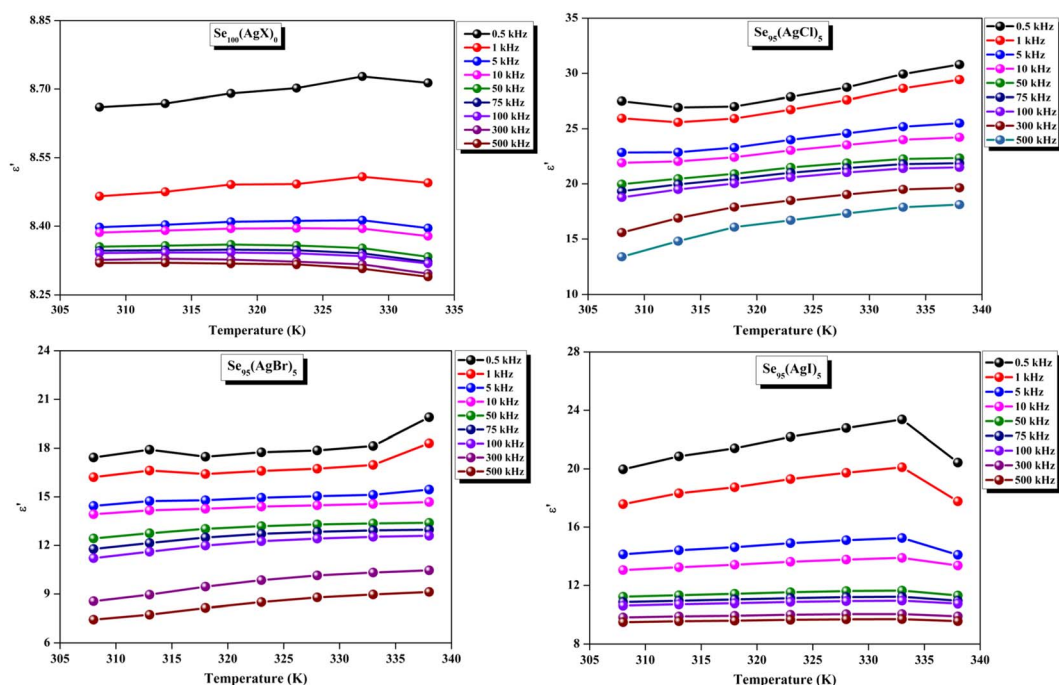 8.85
8.70
8.55
8.40
8.25
ε'
Se₁₀₀(AgX)₀
305 310 315 320 325 330 335
Temperature (K)
0.5 kHz
1 kHz
5 kHz
10 kHz
50 kHz
75 kHz
100 kHz
300 kHz
500 kHz
35
30
25
20
15
10
ε'
Se₉₅(AgCl)₅
305 310 315 320 325 330 335 340
Temperature (K)
0.5 kHz
1 kHz
5 kHz
10 kHz
50 kHz
75 kHz
100 kHz
300 kHz
500 kHz
24
21
18
15
12
9
6
ε'
Se₉₅(AgBr)₅
305 310 315 320 325 330 335 340
Temperature (K)
0.5 kHz
1 kHz
5 kHz
10 kHz
50 kHz
75 kHz
100 kHz
300 kHz
500 kHz
28
24
20
16
12
8
ε'
Se₉₅(AgI)₅
305 310 315 320 325 330 335 340
Temperature (K)
0.5 kHz
1 kHz
5 kHz
10 kHz
50 kHz
75 kHz
100 kHz
300 kHz
500 kHz